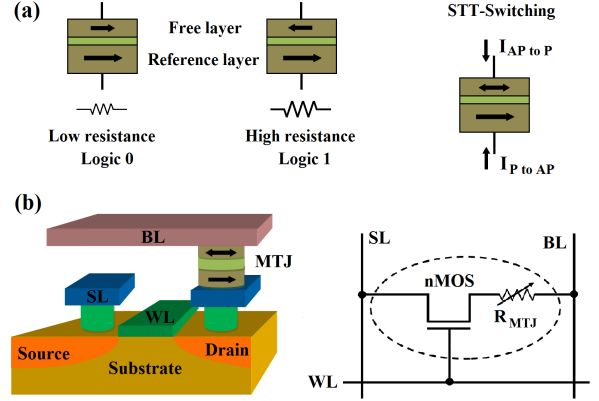 (a)
Free layer
Reference layer
Low resistance
Logic 0
High resistance
Logic 1
STT-Switching
I AP to P
I P to AP
(b)
BL
MTJ
SL
WL
Source
Drain
Substrate
SL
BL
nMOS
R MTJ
WL